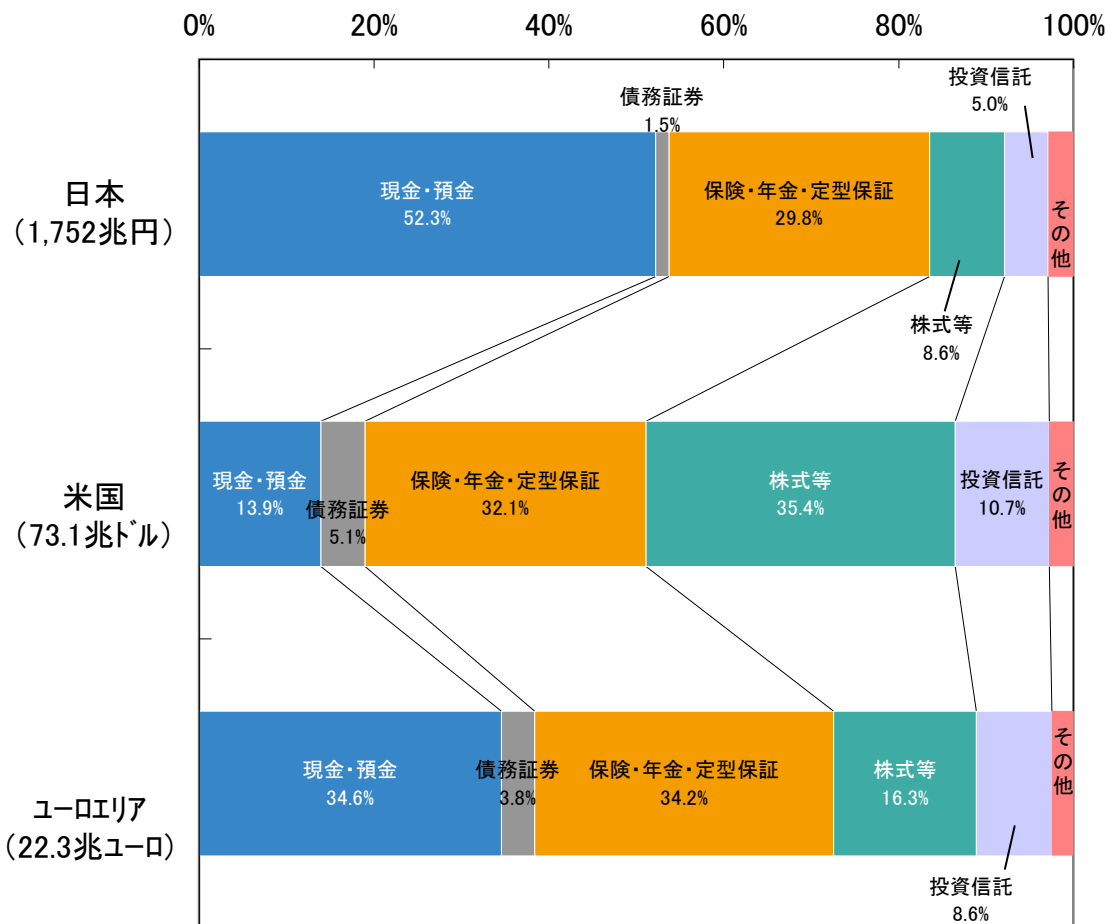 0% 20% 40% 60% 80% 100%
投資信託
5.0%
債務証券
1.5%
日本
(1,752兆円)
現金・預金
52.3%
保険・年金・定型保証
29.8%
その他
株式等
8.6%
米国
(73.1兆ﾄﾞﾙ)
現金・預金
13.9%
債務証券
5.1%
保険・年金・定型保証
32.1%
株式等
35.4%
投資信託
10.7%
その他
ﾕｰﾛｴﾘｱ
(22.3兆ﾕｰﾛ)
現金・預金
34.6%
債務証券
3.8%
保険・年金・定型保証
34.2%
株式等
16.3%
その他
投資信託
8.6%